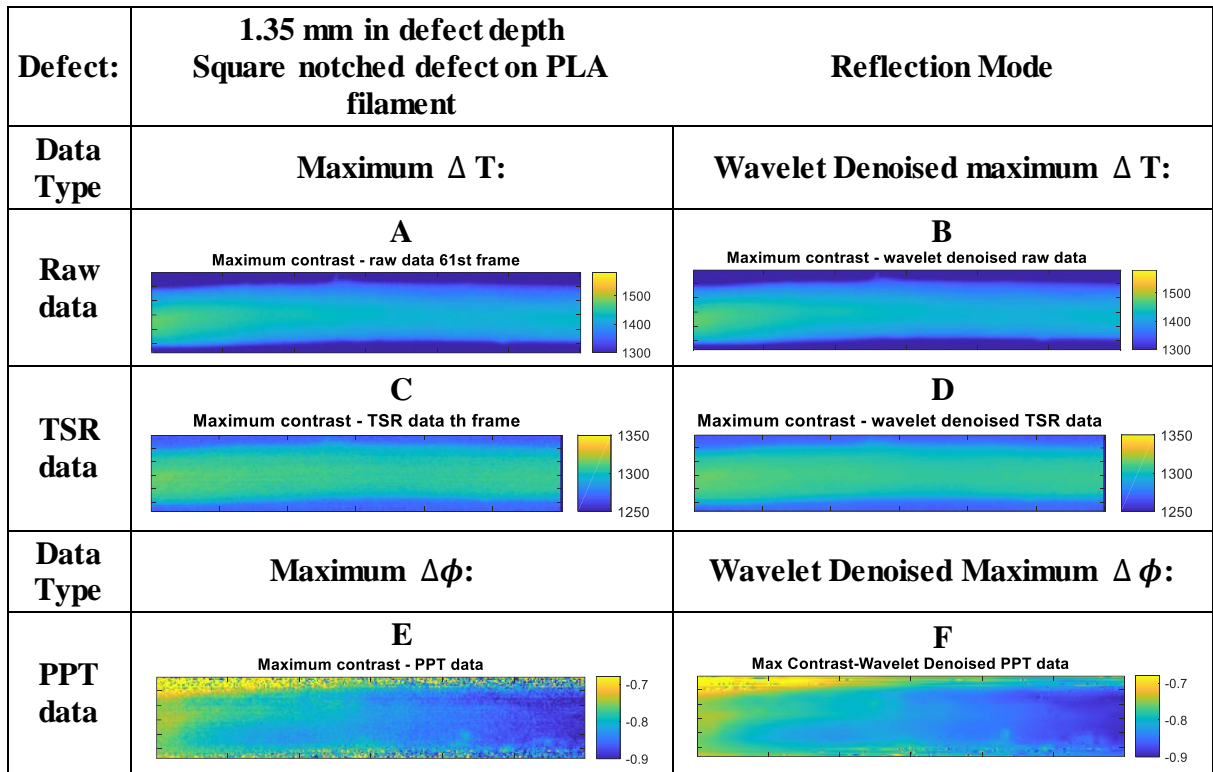 Defect:
1.35 mm in defect depth
Square notched defect on PLA
filament
Reflection Mode
Data
Type
Maximum Δ T:
Wavelet Denoised maximum Δ T:
Raw
data
A
Maximum contrast - raw data 61st frame
1500
1400
1300
B
Maximum contrast - wavelet denoised raw data
1500
1400
1300
TSR
data
C
Maximum contrast - TSR data th frame
1350
1300
1250
D
Maximum contrast - wavelet denoised TSR data
1350
1300
1250
Data
Type
Maximum Δϕ:
Wavelet Denoised Maximum Δ ϕ:
PPT
data
E
Maximum contrast - PPT data
-0.7
-0.8
-0.9
F
Max Contrast-Wavelet Denoised PPT data
-0.7
-0.8
-0.9